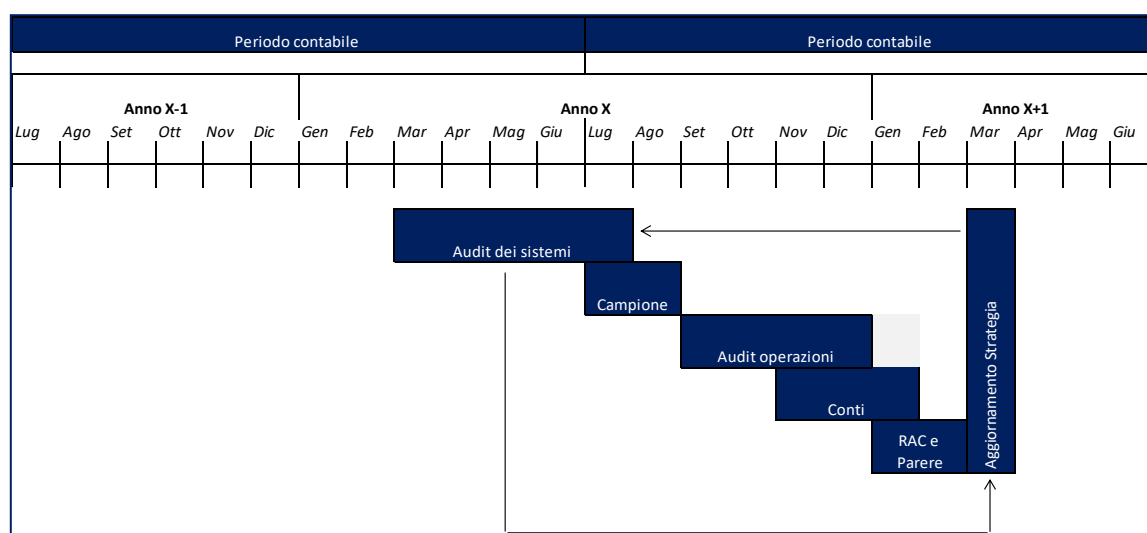 Periodo contabile Periodo contabile
Anno X-1 Anno X Anno X+1
Lug Ago Set Ott Nov Dic Gen Feb Mar Apr Mag Giu Lug Ago Set Ott Nov Dic Gen Feb Mar Apr Mag Giu
Audit dei sistemi
Campione
Audit operazioni
Conti
RAC e
Parere
Aggiornamento Strategia